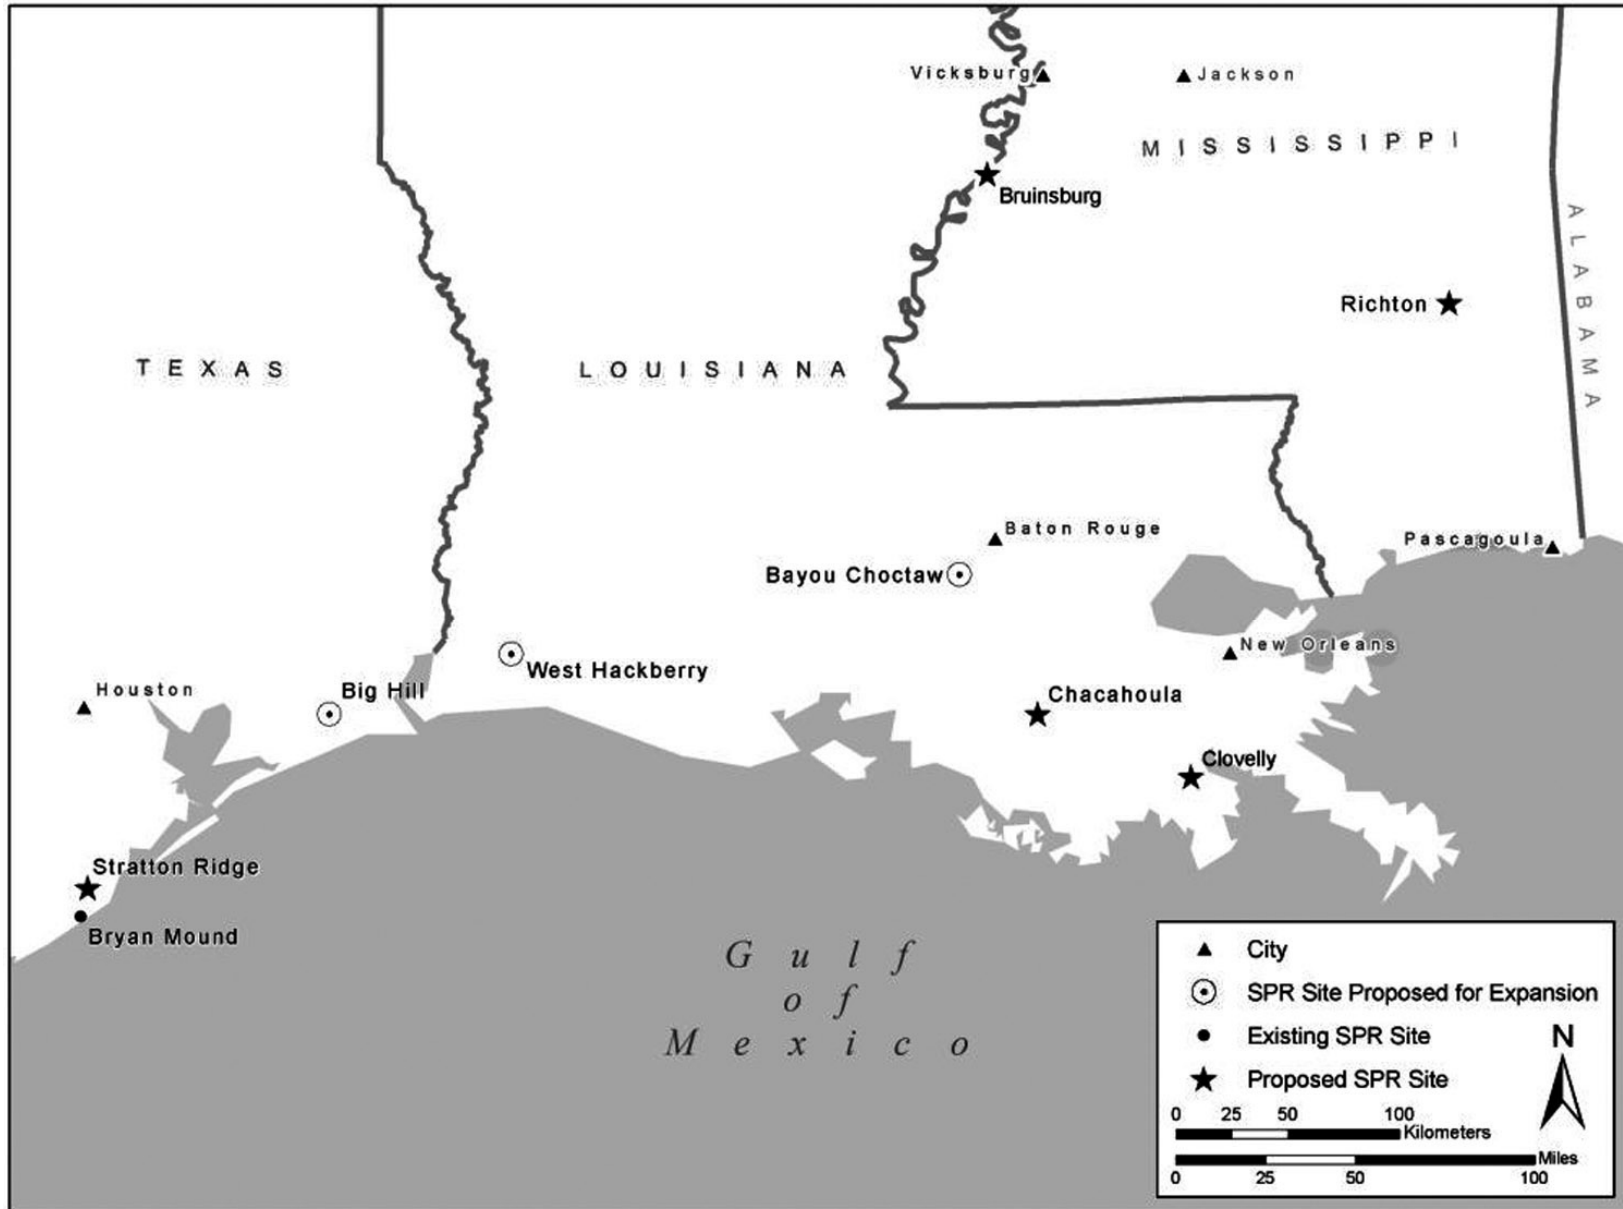 Vicksburg
Jackson
MISSISSIPPI
Bruinsburg
ALABAMA
Richton
TEXAS
LOUISIANA
Baton Rouge
Pascagoula
Bayou Choctaw
New Orleans
West Hackberry
Houston
Big Hill
Chacahoula
Clovelly
Stratton Ridge
Bryan Mound
Gulf
of
Mexico
City
SPR Site Proposed for Expansion
Existing SPR Site
N
Proposed SPR Site
0 25 50 100
Kilometers
Miles
0 25 50 100